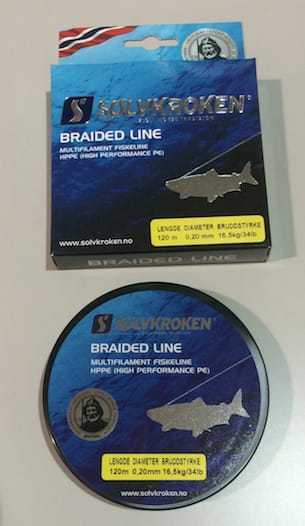 SØLVKROKEN
BRAIDED LINE
MULTIFILAMENT FISKELINE
HPPE (HIGH PERFORMANCE PE)
LENGDE DIAMETER BRUDDSTYRKE
120 m 0,20 mm 16,5kg/34lb
www.solvkroken.no
BRAIDED LINE
SØLVKROKEN
BRAIDED LINE
MULTIFILAMENT FISKELINE
HPPE (HIGH PERFORMANCE PE)
LENGDE DIAMETER BRUDDSTYRKE
120m 0,20mm 16,5kg/34lb
www.solvkroken.no